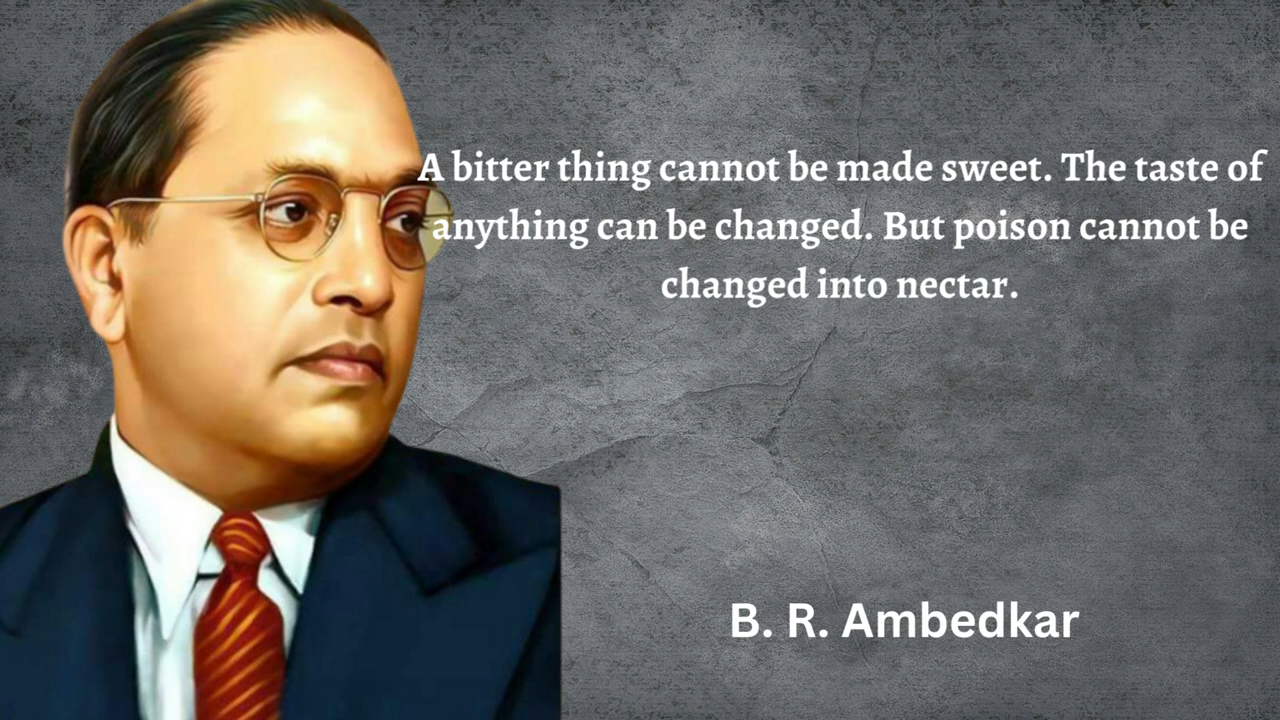 A bitter thing cannot be made sweet. The taste of
anything can be changed. But poison cannot be
changed into nectar.
B. R. Ambedkar